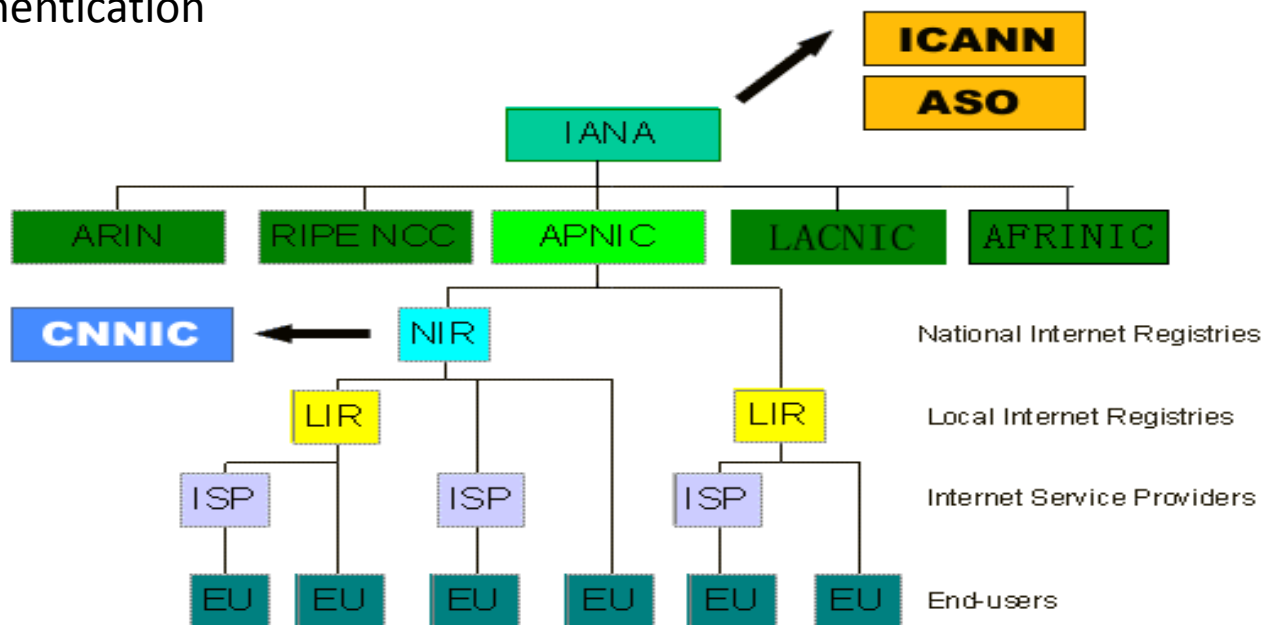 nentication
ICANN
ASO
IANA
ARIN RIPE NCC APNIC LACNIC AFRINIC
CNNIC NIR National Internet Registries
LIR LIR Local Internet Registries
ISP ISP ISP Internet Service Providers
EU EU EU EU EU EU End-users